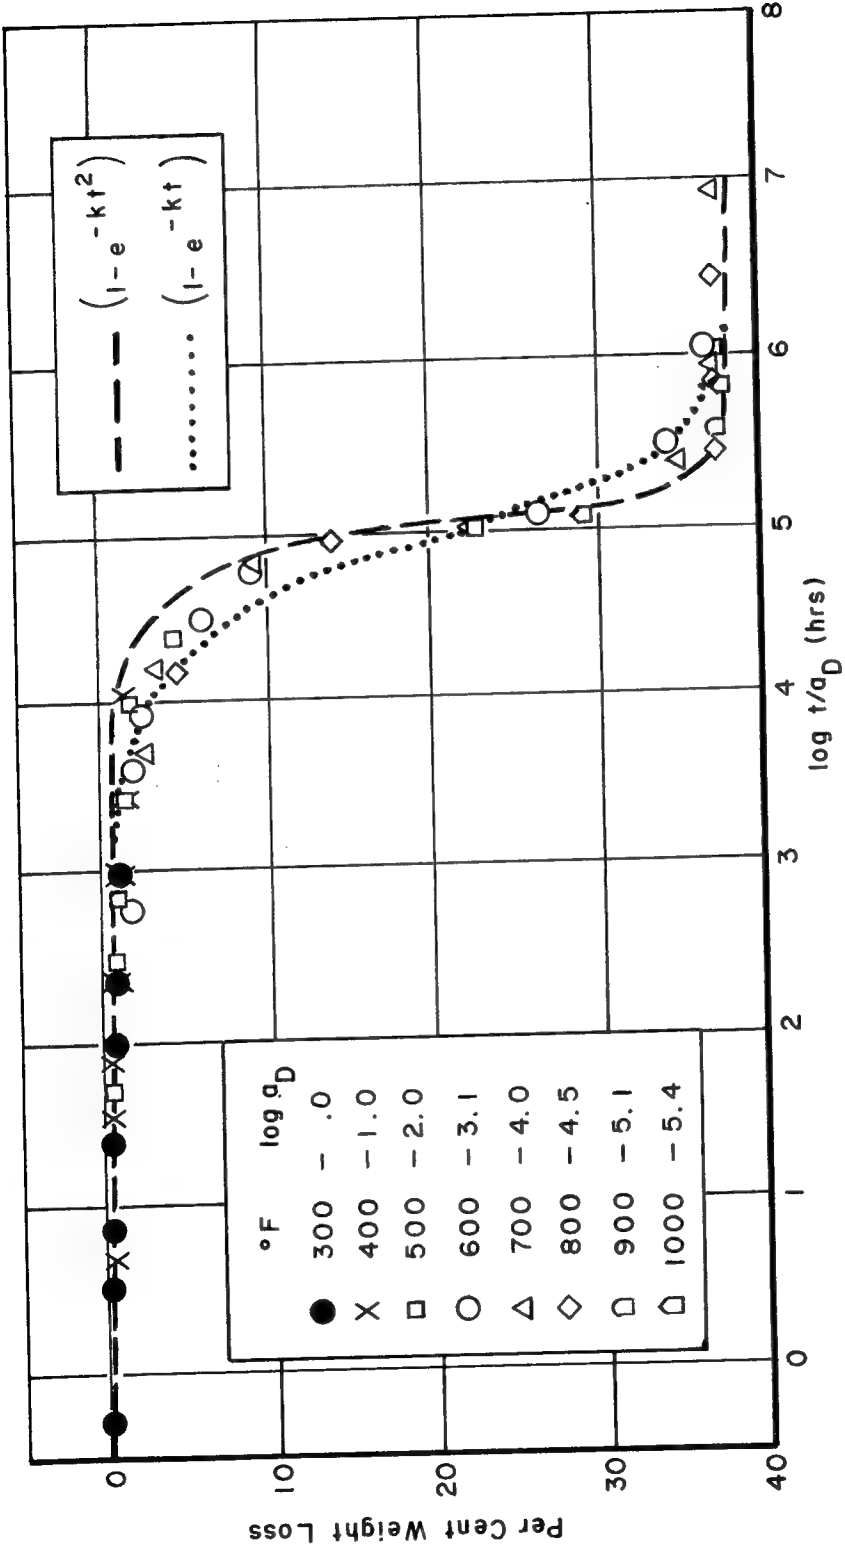 (1-e^-kt²)
(1-e^-kt)
°F log a_D
300 - .0
400 -1.0
500 -2.0
600 -3.1
700 -4.0
800 -4.5
900 -5.1
1000 -5.4
Per Cent Weight Loss
0
10
20
30
40
0 1 2 3 4 5 6 7 8
log t/a_D (hrs)